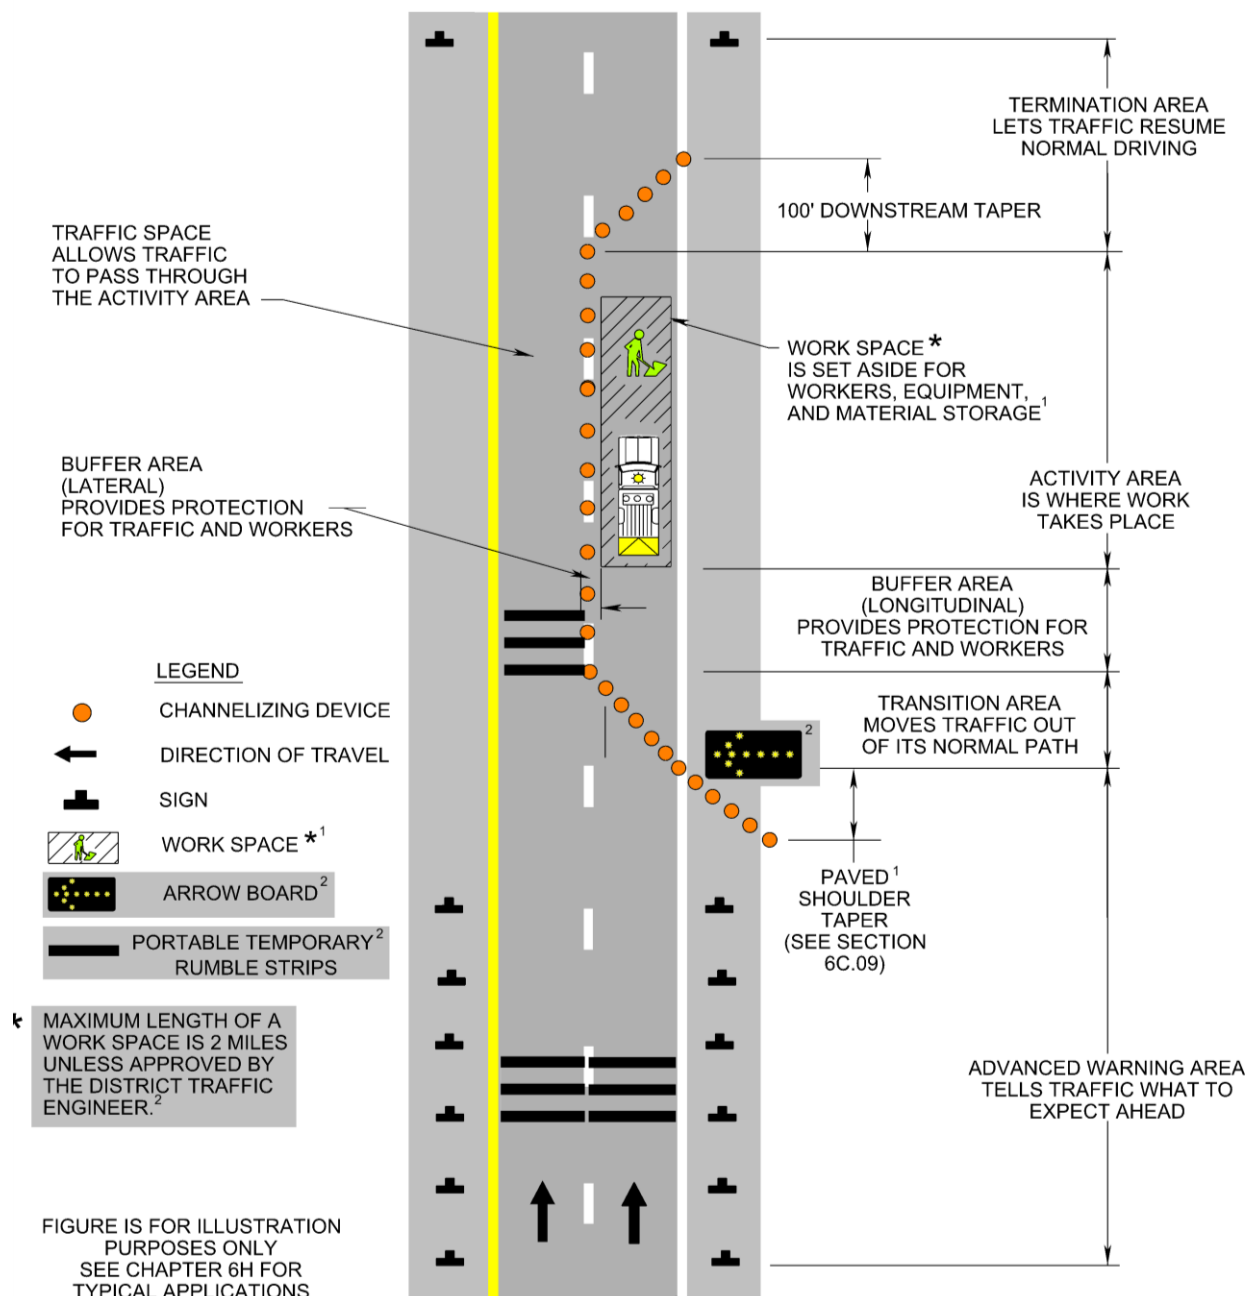 TERMINATION AREA
LETS TRAFFIC RESUME
NORMAL DRIVING
100' DOWNSTREAM TAPER
TRAFFIC SPACE
ALLOWS TRAFFIC
TO PASS THROUGH
THE ACTIVITY AREA
WORK SPACE *
IS SET ASIDE FOR
WORKERS, EQUIPMENT,
AND MATERIAL STORAGE1
BUFFER AREA
(LATERAL)
PROVIDES PROTECTION
FOR TRAFFIC AND WORKERS
ACTIVITY AREA
IS WHERE WORK
TAKES PLACE
BUFFER AREA
(LONGITUDINAL)
PROVIDES PROTECTION FOR
TRAFFIC AND WORKERS
TRANSITION AREA
MOVES TRAFFIC OUT
OF ITS NORMAL PATH
2
PAVED1
SHOULDER
TAPER
(SEE SECTION
6C.09)
LEGEND
CHANNELIZING DEVICE
DIRECTION OF TRAVEL
SIGN
WORK SPACE *1
ARROW BOARD2
PORTABLE TEMPORARY2
RUMBLE STRIPS
* MAXIMUM LENGTH OF A
WORK SPACE IS 2 MILES
UNLESS APPROVED BY
THE DISTRICT TRAFFIC
ENGINEER.2
ADVANCED WARNING AREA
TELLS TRAFFIC WHAT TO
EXPECT AHEAD
FIGURE IS FOR ILLUSTRATION
PURPOSES ONLY
SEE CHAPTER 6H FOR
TYPICAL APPLICATIONS